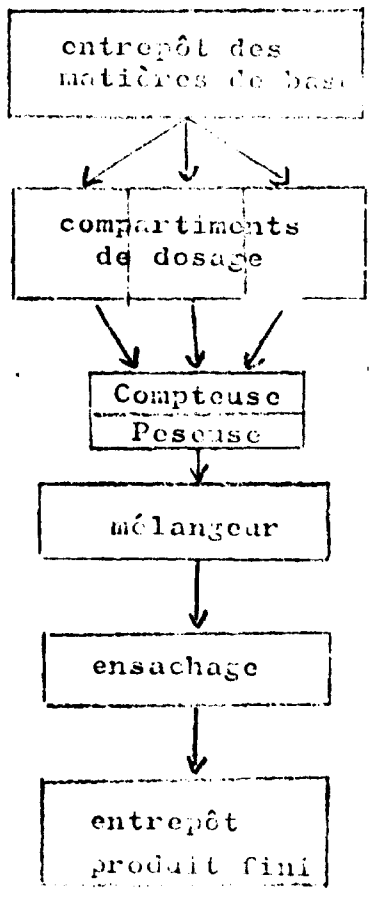 entrepôt des
matières de base
compartiments
de dosage
Compteuse
Peseuse
mélangeur
ensachage
entrepôt
produit fini